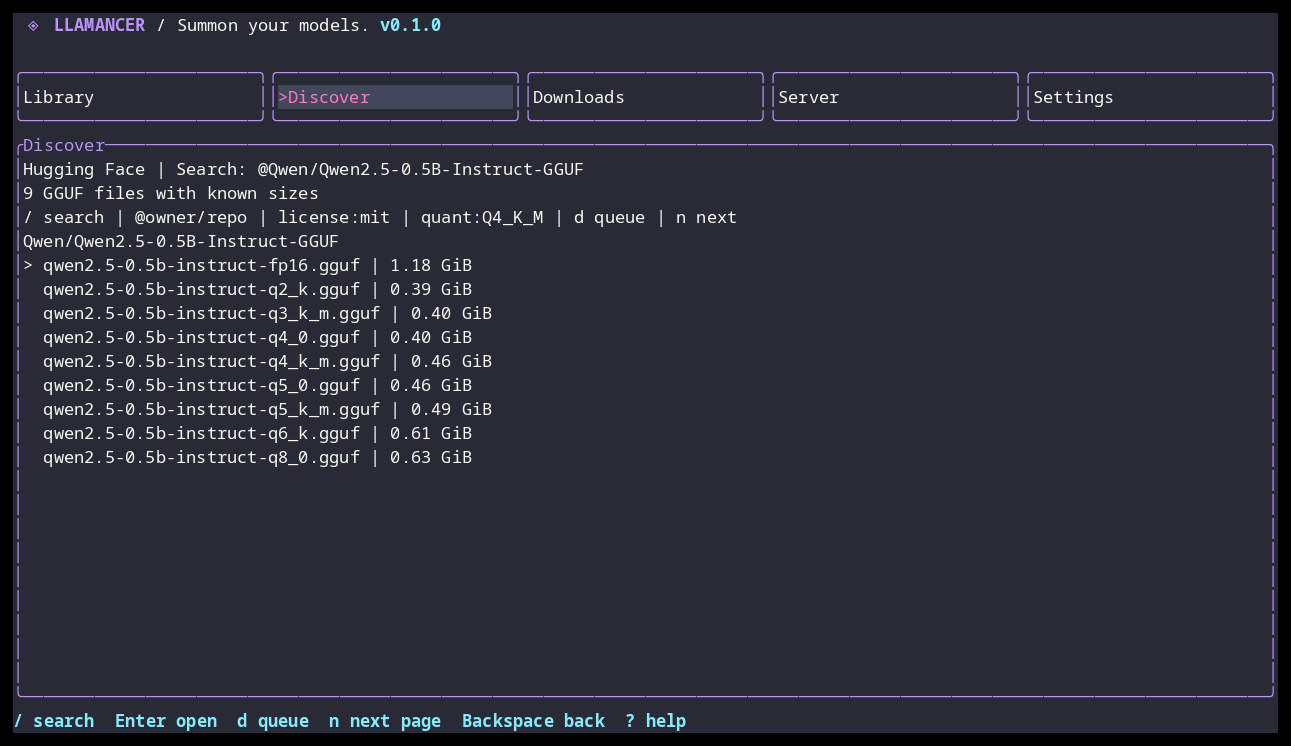 ◈ LLAMANCER / Summon your models. v0.1.0
Library >Discover Downloads Server Settings
Discover
Hugging Face | Search: @Qwen/Qwen2.5-0.5B-Instruct-GGUF
9 GGUF files with known sizes
/ search | @owner/repo | license:mit | quant:Q4_K_M | d queue | n next
Qwen/Qwen2.5-0.5B-Instruct-GGUF
> qwen2.5-0.5b-instruct-fp16.gguf | 1.18 GiB
qwen2.5-0.5b-instruct-q2_k.gguf | 0.39 GiB
qwen2.5-0.5b-instruct-q3_k_m.gguf | 0.40 GiB
qwen2.5-0.5b-instruct-q4_0.gguf | 0.40 GiB
qwen2.5-0.5b-instruct-q4_k_m.gguf | 0.46 GiB
qwen2.5-0.5b-instruct-q5_0.gguf | 0.46 GiB
qwen2.5-0.5b-instruct-q5_k_m.gguf | 0.49 GiB
qwen2.5-0.5b-instruct-q6_k.gguf | 0.61 GiB
qwen2.5-0.5b-instruct-q8_0.gguf | 0.63 GiB
/ search  Enter open  d queue  n next page  Backspace back  ? help